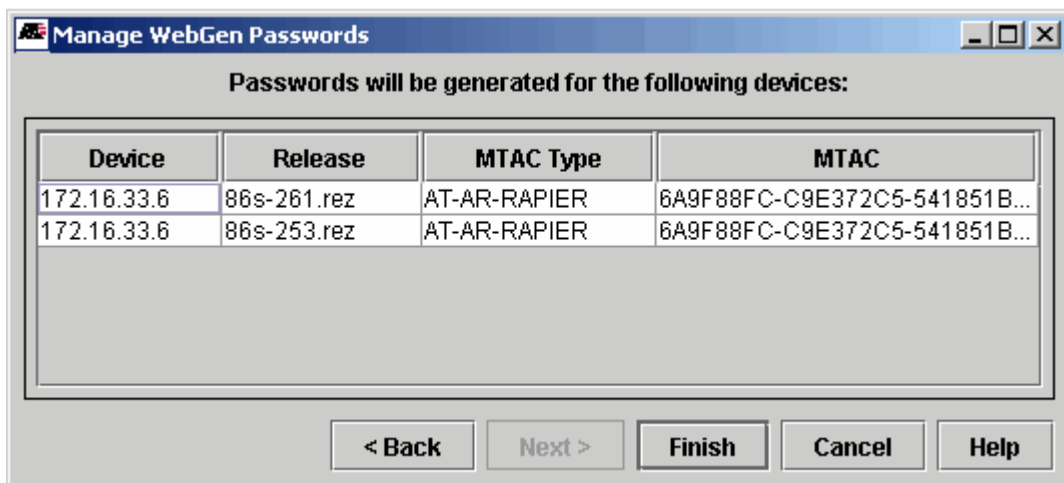 Manage WebGen Passwords
Passwords will be generated for the following devices:
Device Release MTAC Type MTAC
172.16.33.6 86s-261.rez AT-AR-RAPIER 6A9F88FC-C9E372C5-541851B...
172.16.33.6 86s-253.rez AT-AR-RAPIER 6A9F88FC-C9E372C5-541851B...
< Back Next > Finish Cancel Help